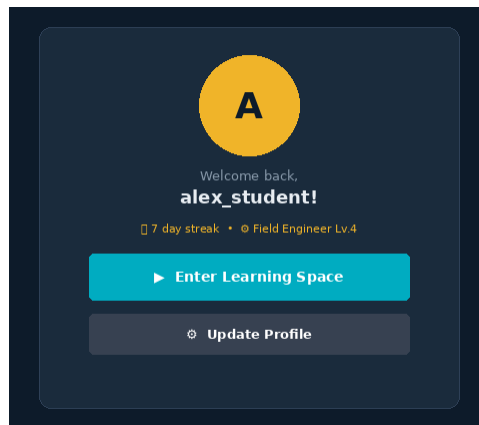 A
Welcome back,
alex_student!
7 day streak • ⚙ Field Engineer Lv.4
▶ Enter Learning Space
⚙ Update Profile